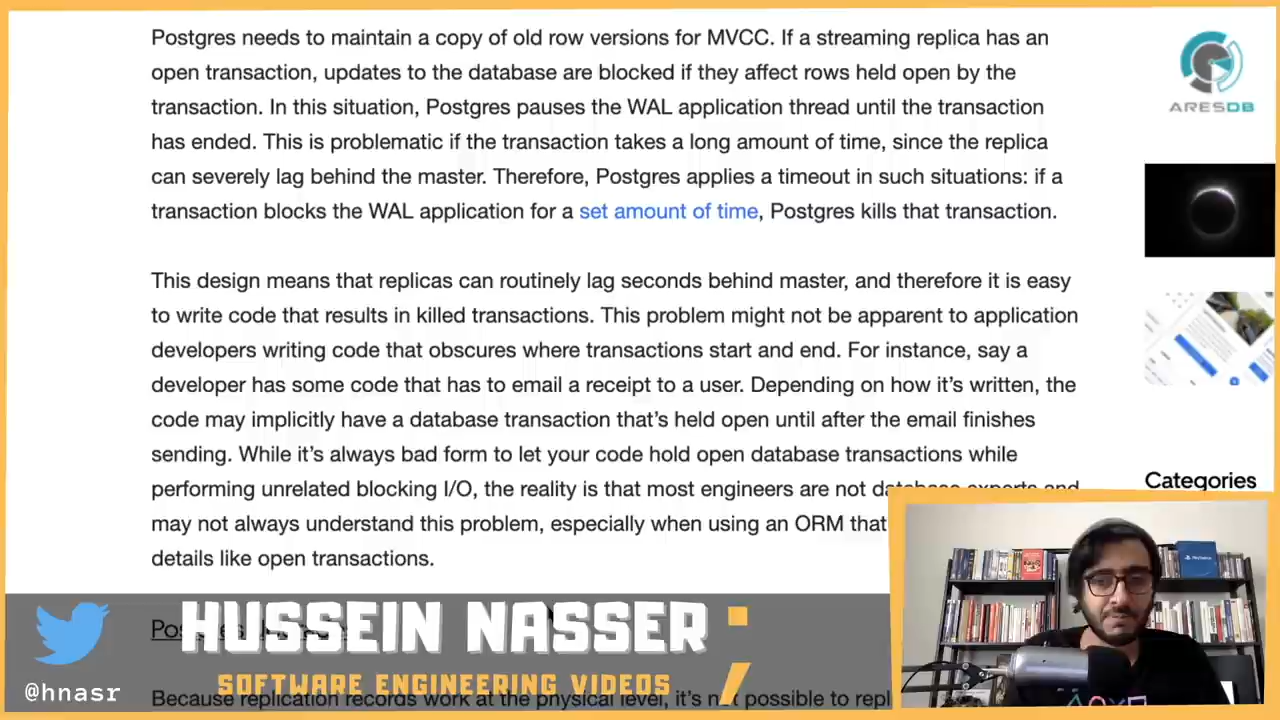 Postgres needs to maintain a copy of old row versions for MVCC. If a streaming replica has an
open transaction, updates to the database are blocked if they affect rows held open by the
transaction. In this situation, Postgres pauses the WAL application thread until the transaction
has ended. This is problematic if the transaction takes a long amount of time, since the replica
can severely lag behind the master. Therefore, Postgres applies a timeout in such situations: if a
transaction blocks the WAL application for a set amount of time, Postgres kills that transaction.
This design means that replicas can routinely lag seconds behind master, and therefore it is easy
to write code that results in killed transactions. This problem might not be apparent to application
developers writing code that obscures where transactions start and end. For instance, say a
developer has some code that has to email a receipt to a user. Depending on how it’s written, the
code may implicitly have a database transaction that’s held open until after the email finishes
sending. While it’s always bad form to let your code hold open database transactions while
performing unrelated blocking I/O, the reality is that most engineers are not database experts and
may not always understand this problem, especially when using an ORM that
details like open transactions.
Because replication records work at the physical level, it’s not possible to repl
ARESDB
Categories
HUSSEIN NASSER ;
SOFTWARE ENGINEERING VIDEOS
@hnasr